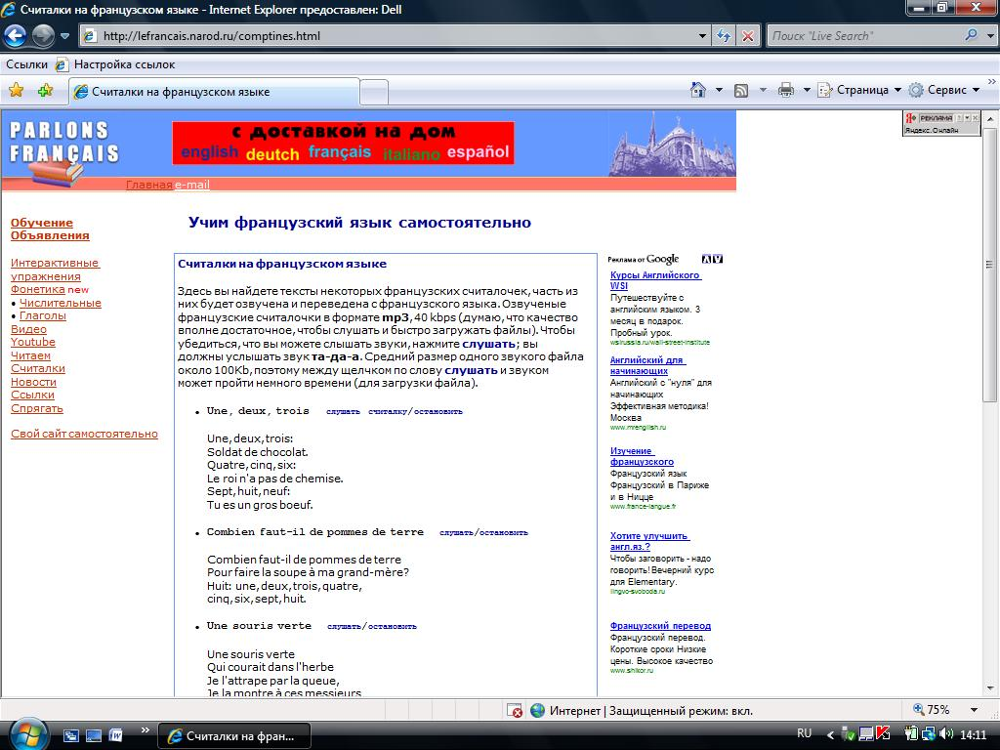 Считалки на французском языке - Internet Explorer предоставлен: Dell
http://lefrancais.narod.ru/comptines.html
Поиск "Live Search"
Ссылки Настройка ссылок
Считалки на французском языке
Страница Сервис
PARLONS
FRANÇAIS
с доставкой на дом
english deutch français italiano español
Главная e-mail
РЕКЛАМА
Яндекс.Онлайн
Обучение
Объявления
Интерактивные
упражнения
Фонетика new
• Числительные
• Глаголы
Видео
Youtube
Читаем
Считалки
Новости
Ссылки
Спрягать
Свой сайт самостоятельно
Учим французский язык самостоятельно
Считалки на французском языке
Здесь вы найдете тексты некоторых французских считалочек, часть из
них будет озвучена и переведена с французского языка. Озвученые
французские считалочки в формате mp3, 40 kbps (думаю, что качество
вполне достаточное, чтобы слушать и быстро загружать файлы). Чтобы
убедиться, что вы можете слышать звуки, нажмите слушать; вы
должны услышать звук та-да-а. Средний размер одного звукого файла
около 100Kb, поэтому между щелчком по слову слушать и звуком
может пройти немного времени (для загрузки файла).
• Une, deux, trois слушать считалку/остановить
Une, deux, trois:
Soldat de chocolat.
Quatre, cinq, six:
Le roi n'a pas de chemise.
Sept, huit, neuf:
Tu es un gros boeuf.
• Combien faut-il de pommes de terre слушать/остановить
Combien faut-il de pommes de terre
Pour faire la soupe à ma grand-mère?
Huit: une, deux, trois, quatre,
cinq, six, sept, huit.
• Une souris verte слушать/остановить
Une souris verte
Qui courait dans l'herbe
Je l'attrape par la queue,
Je la montre à ces messieurs
Реклама от Google
Курсы Английского
WSI
Путешествуйте с
английским языком. 3
месяц в подарок.
Пробный урок.
wsirussia.ru/wall-street-institute
Английский для
начинающих
Английский с "нуля" для
начинающих
Эффективная методика!
Москва
www.mrenglish.ru
Изучение
французского
Французский язык
Французский в Париже
и в Ницце
www.france-langue.fr
Хотите улучшить
англ.яз.?
Чтобы заговорить - надо
говорить! Вечерний курс
для Elementary.
lingvo-svoboda.ru
Французский перевод
Французский перевод.
Короткие сроки Низкие
цены. Высокое качество
www.shikor.ru
Интернет | Защищенный режим: вкл.
75%
Считалки на фран...
RU
14:11